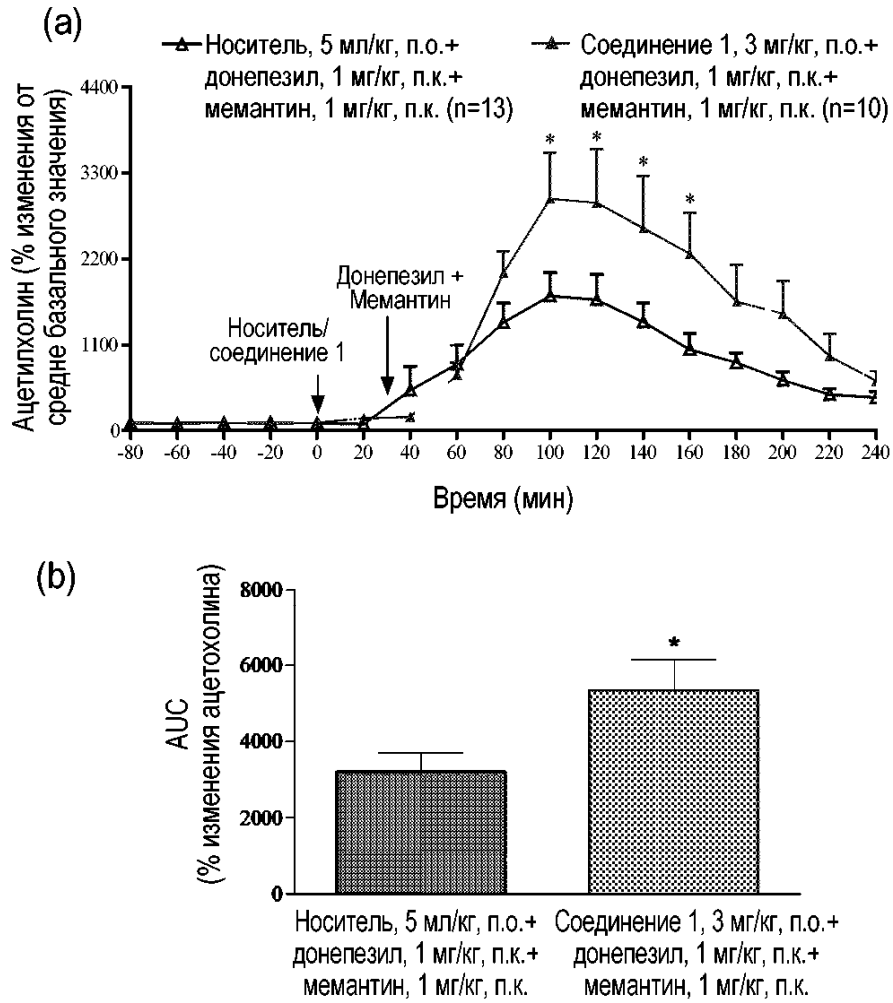 (a)
Носитель, 5 мл/кг, п.о.+
донепезил, 1 мг/кг, п.к.+
мемантин, 1 мг/кг, п.к. (n=13)
Соединение 1, 3 мг/кг, п.о.+
донепезил, 1 мг/кг, п.к.+
мемантин, 1 мг/кг, п.к. (n=10)
Ацетилхолин (% изменения от
средне базального значения)
4400
3300
2200
1100
0
* * * *
Донепезил +
Мемантин
Носитель/
соединение 1
-80 -60 -40 -20 0 20 40 60 80 100 120 140 160 180 200 220 240
Время (мин)
(b)
AUC
(% изменения ацетохолина)
8000
6000
4000
2000
0
*
Носитель, 5 мл/кг, п.о.+
донепезил, 1 мг/кг, п.к.+
мемантин, 1 мг/кг, п.к.
Соединение 1, 3 мг/кг, п.о.+
донепезил, 1 мг/кг, п.к.+
мемантин, 1 мг/кг, п.к.